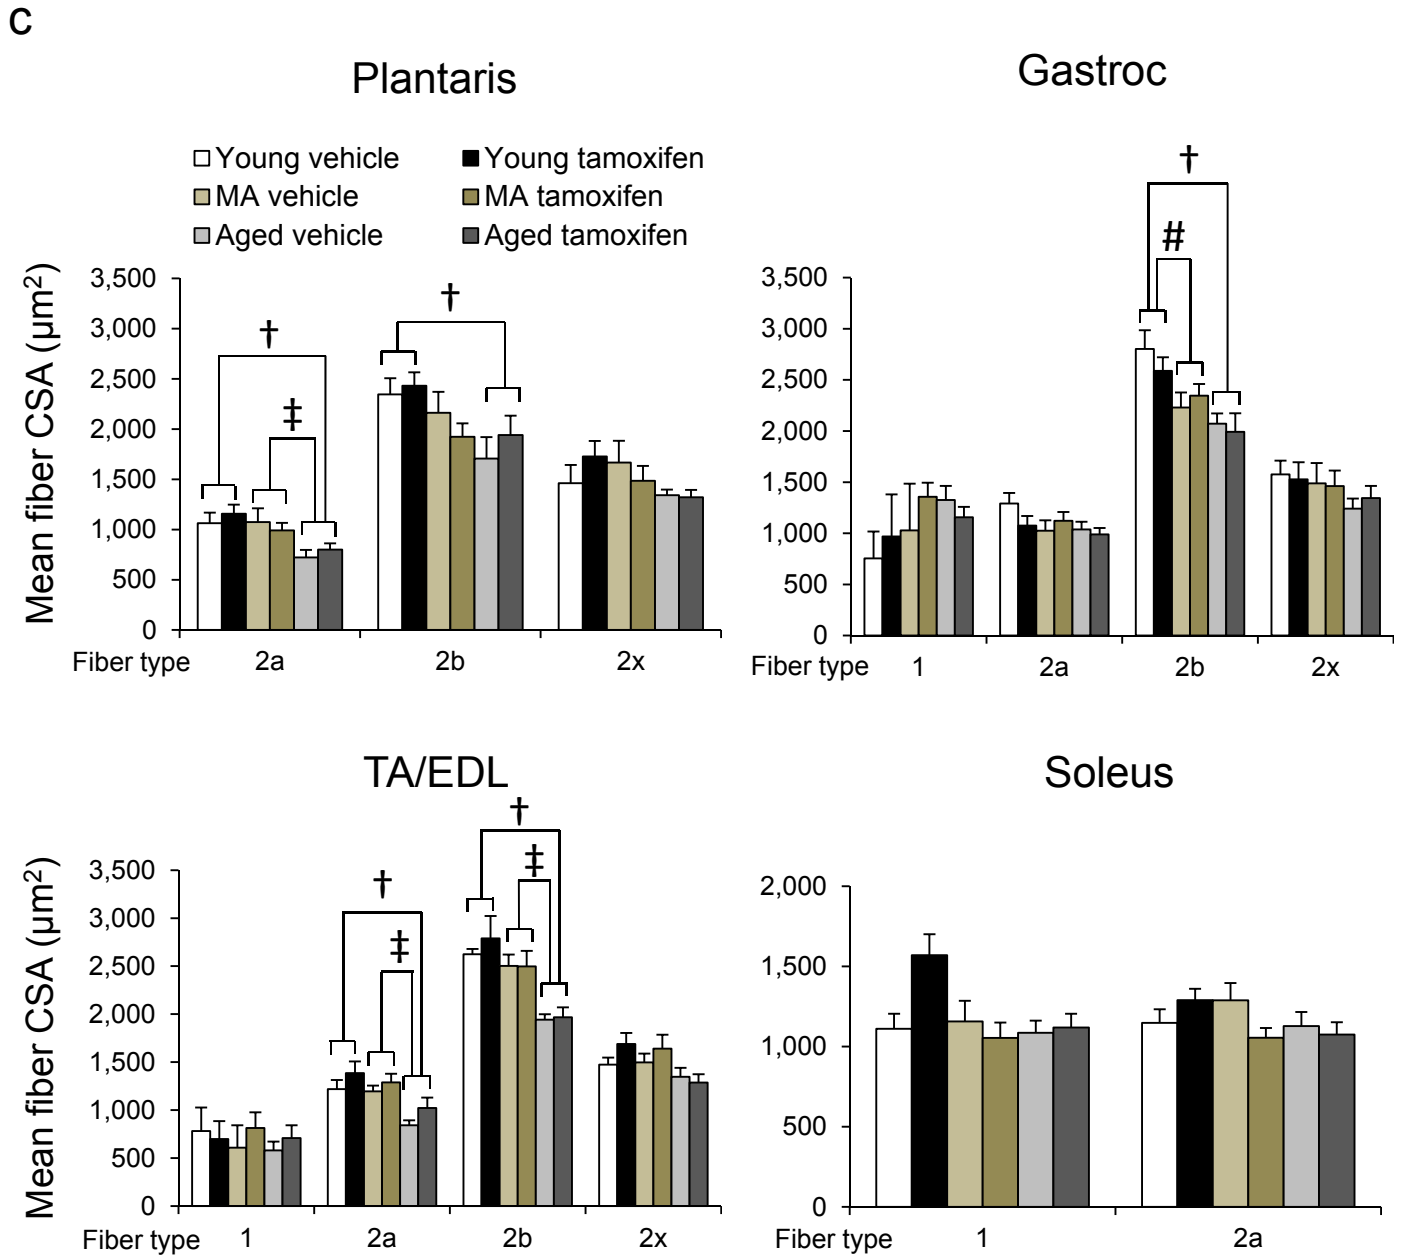 c
Plantaris
Young vehicle Young tamoxifen
MA vehicle MA tamoxifen
Aged vehicle Aged tamoxifen
Mean fiber CSA (µm²)
3,500
3,000
2,500
2,000
1,500
1,000
500
0
†
‡
†
Fiber type 2a 2b 2x
Gastroc
†
#
3,500
3,000
2,500
2,000
1,500
1,000
500
0
Fiber type 1 2a 2b 2x
TA/EDL
Mean fiber CSA (µm²)
3,500
3,000
2,500
2,000
1,500
1,000
500
0
†
‡
†
‡
Fiber type 1 2a 2b 2x
Soleus
2,000
1,500
1,000
500
0
Fiber type 1 2a